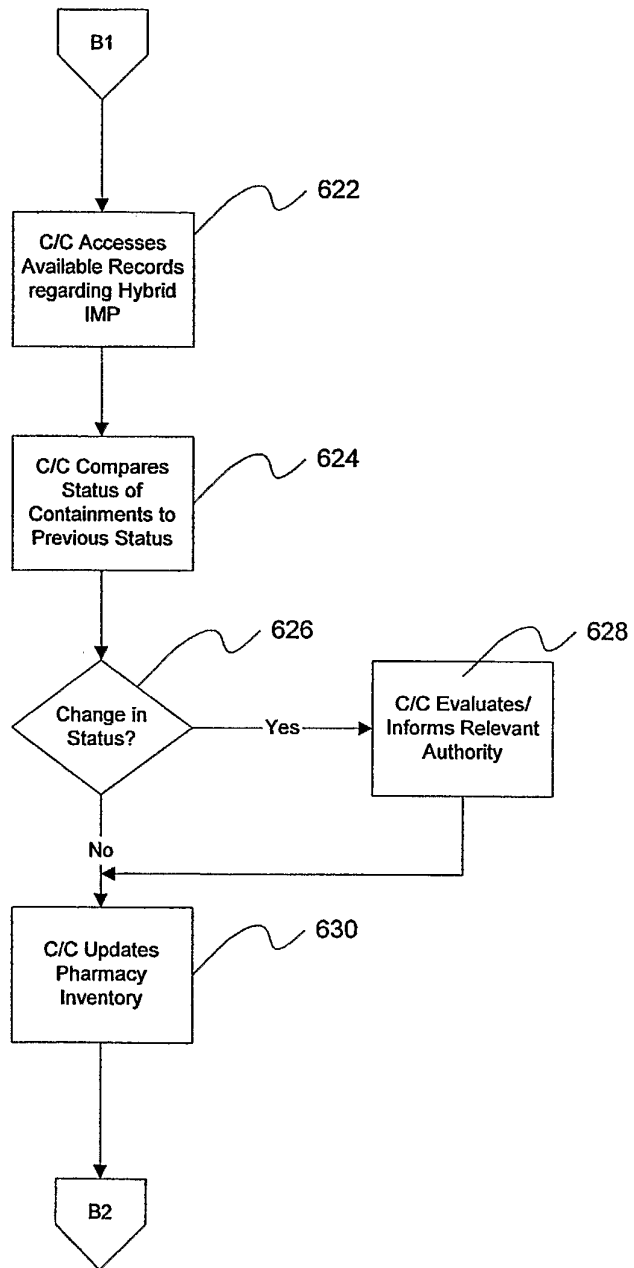 B1
622
C/C Accesses
Available Records
regarding Hybrid
IMP
624
C/C Compares
Status of
Containments to
Previous Status
626
628
Change in
Status?
Yes
C/C Evaluates/
Informs Relevant
Authority
No
630
C/C Updates
Pharmacy
Inventory
B2